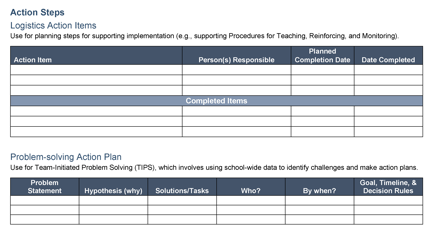 Action Steps
Logistics Action Items
Use for planning steps for supporting implementation (e.g., supporting Procedures for Teaching, Reinforcing, and Monitoring).
Action Item Person(s) Responsible Planned Completion Date Date Completed
Completed Items
Problem-solving Action Plan
Use for Team-Initiated Problem Solving (TIPS), which involves using school-wide data to identify challenges and make action plans.
Problem Statement Hypothesis (why) Solutions/Tasks Who? By when? Goal, Timeline, & Decision Rules